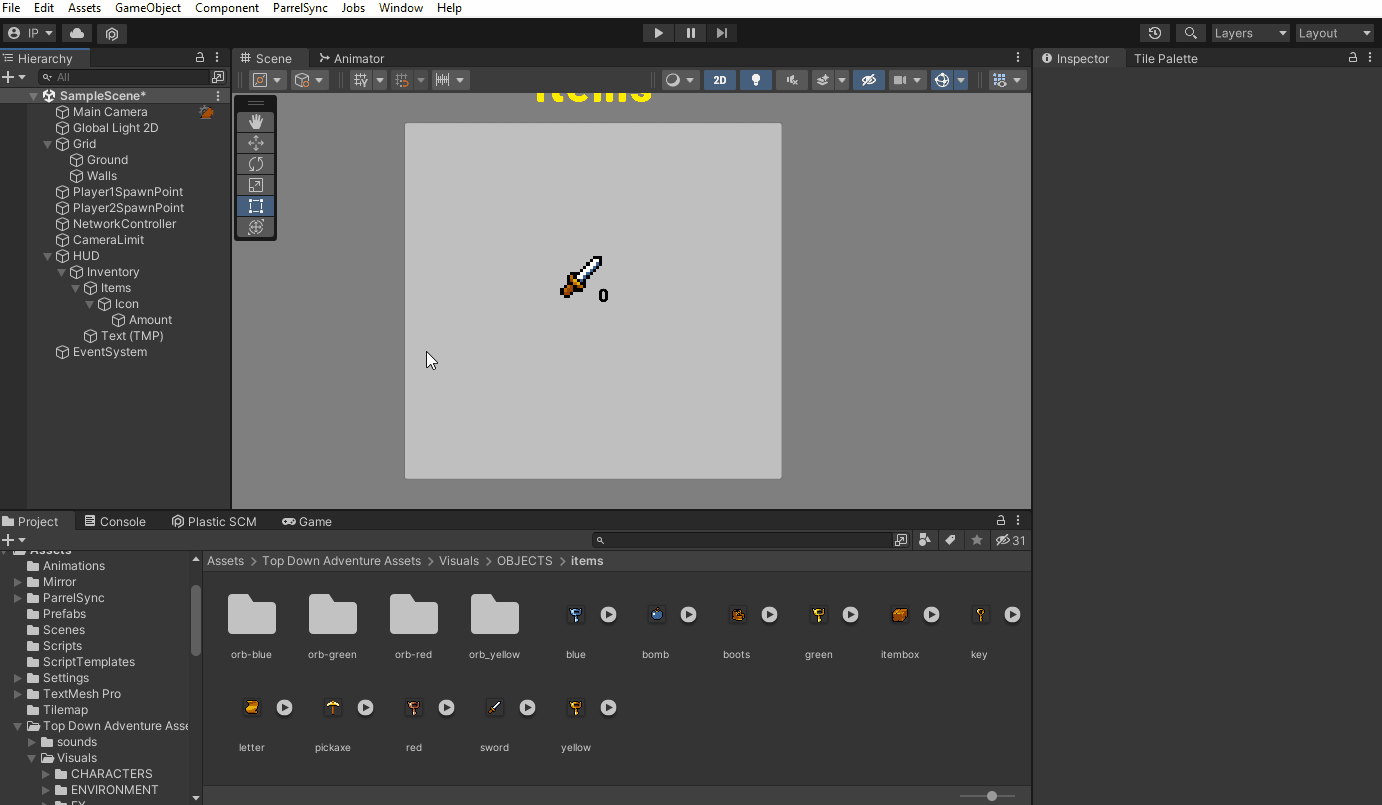 File Edit Assets GameObject Component ParrelSync Jobs Window Help
IP Layers Layout
Hierarchy Scene Animator Inspector Tile Palette
All 2D
SampleScene*
Main Camera
Global Light 2D
Grid
Ground
Walls
Player1SpawnPoint
Player2SpawnPoint
NetworkController
CameraLimit
HUD
Inventory
Items
Icon
Amount
Text (TMP)
EventSystem
Items
0
Project Console Plastic SCM Game
31
Assets
Animations
Mirror
ParrelSync
Prefabs
Scenes
Scripts
ScriptTemplates
Settings
TextMesh Pro
Tilemap
Top Down Adventure Asse
sounds
Visuals
CHARACTERS
ENVIRONMENT
FX
Assets > Top Down Adventure Assets > Visuals > OBJECTS > items
orb-blue orb-green orb-red orb_yellow blue bomb boots green itembox key
letter pickaxe red sword yellow